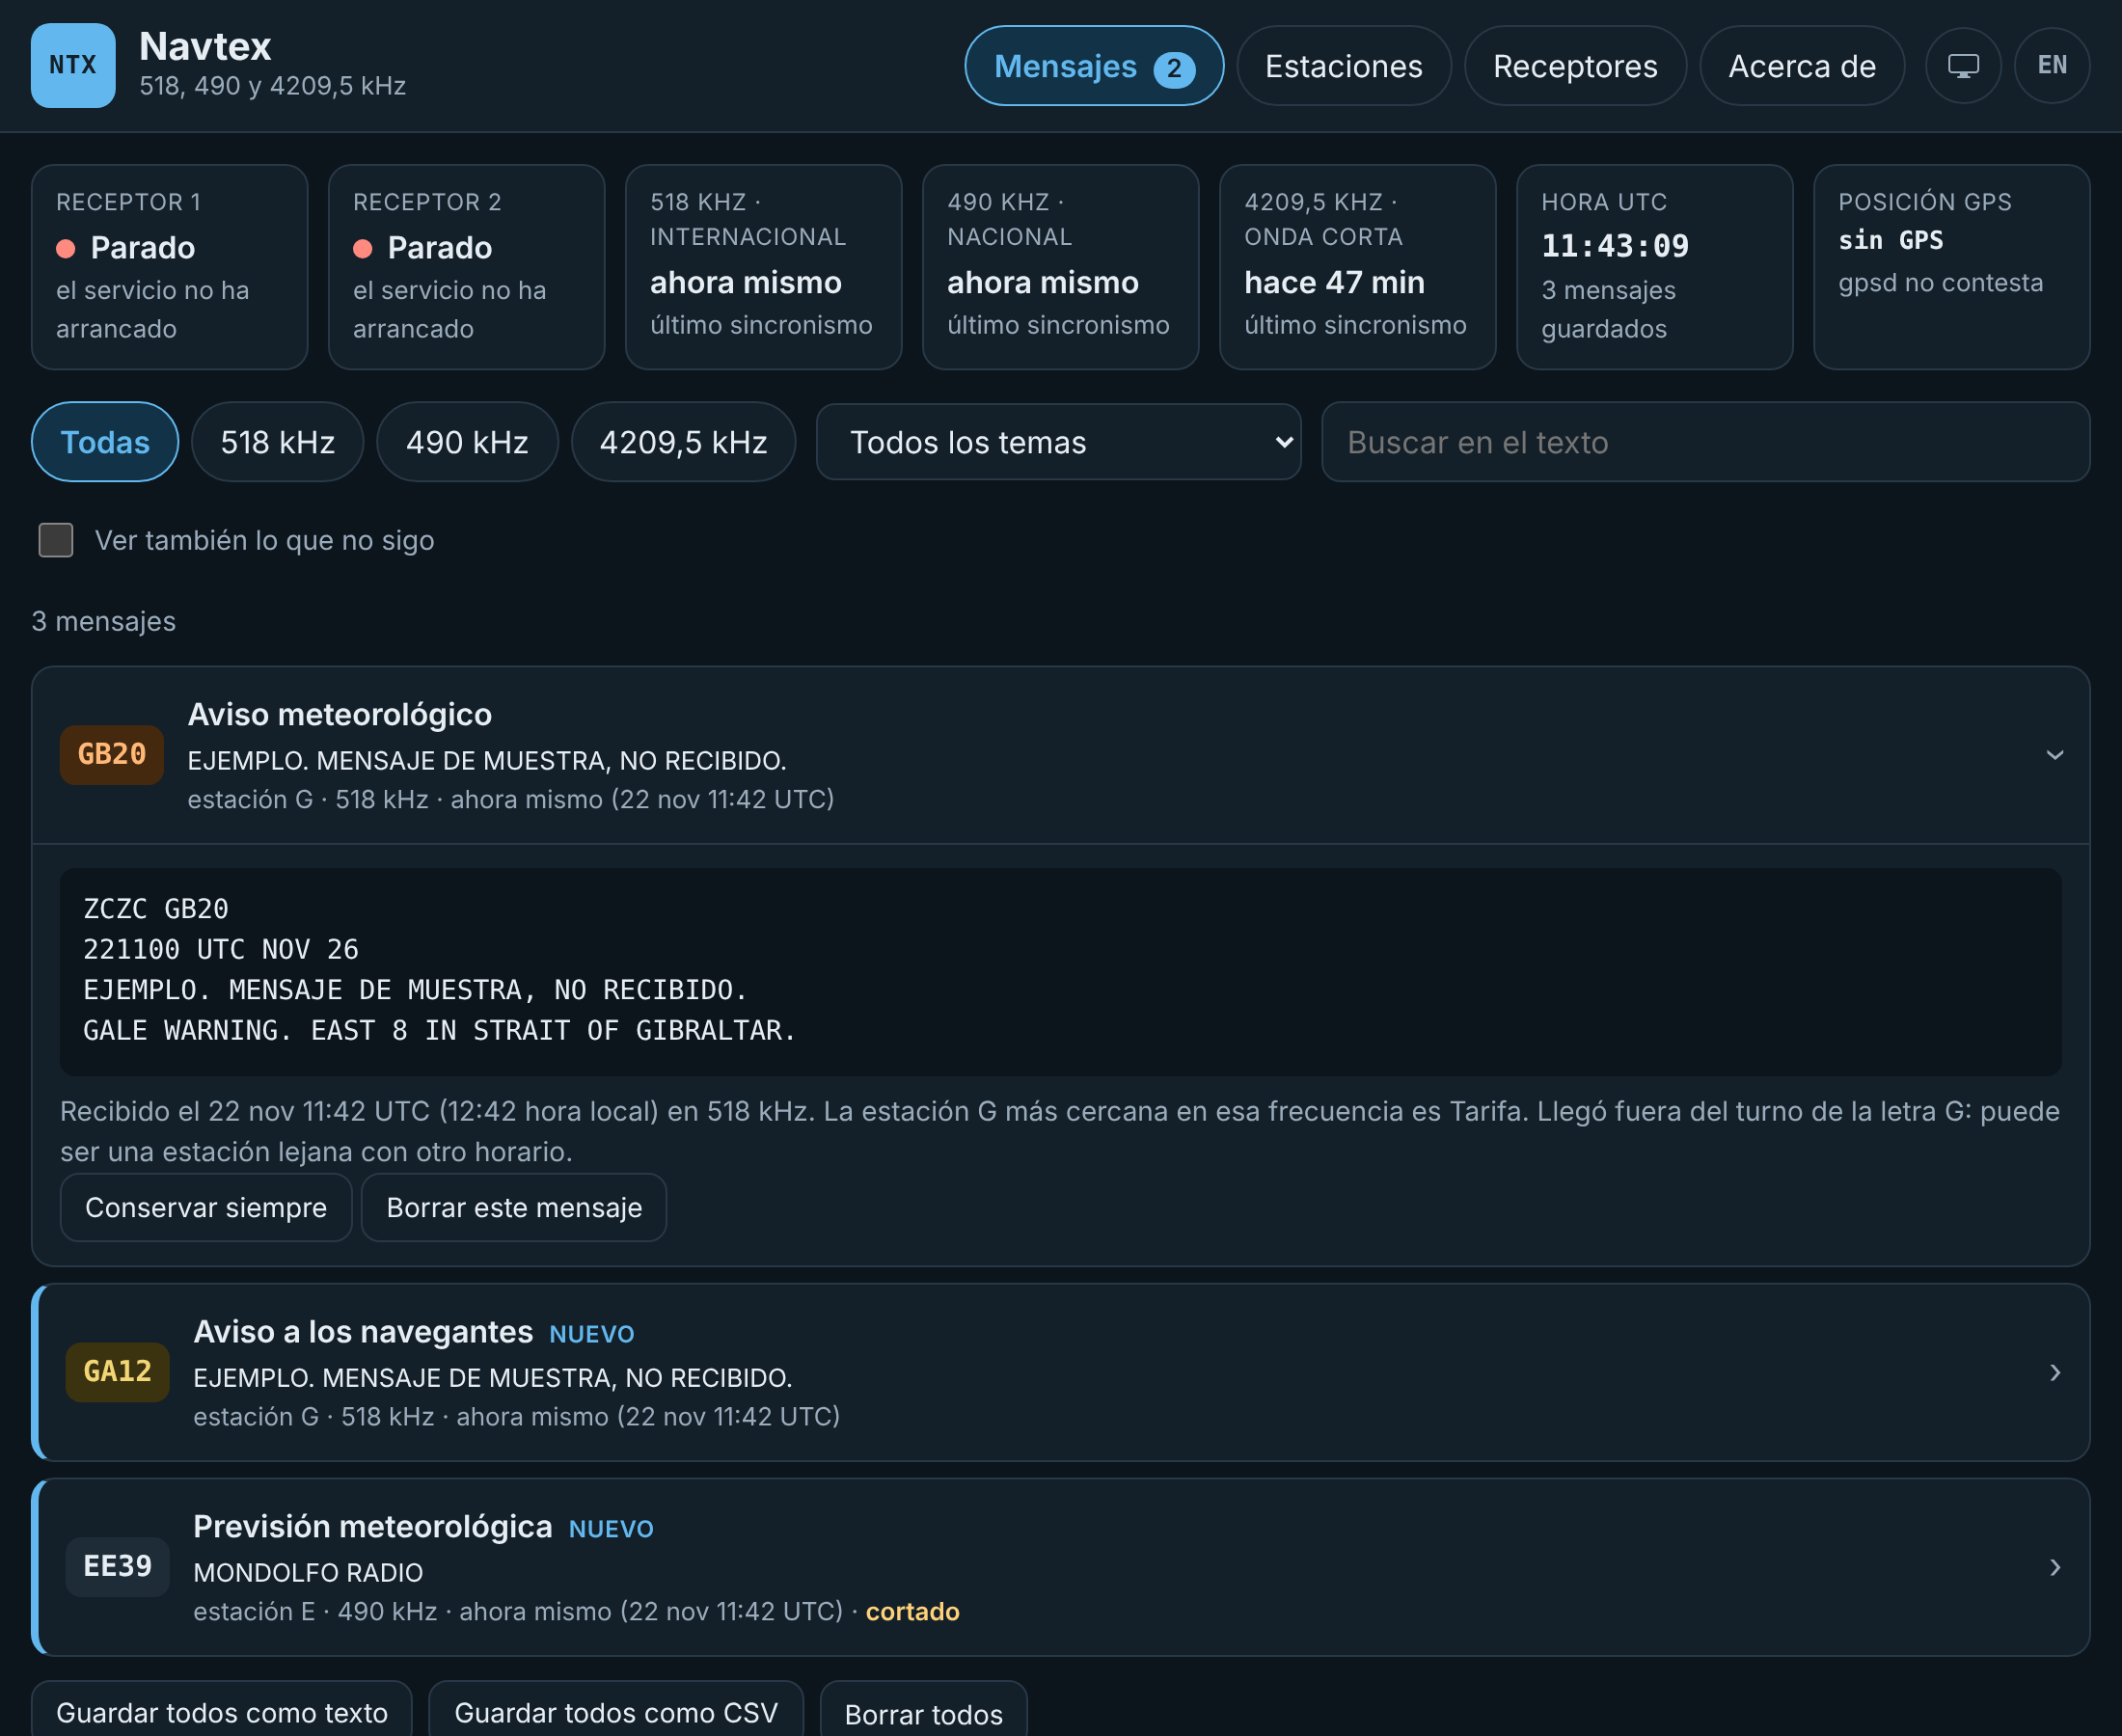 NTX
Navtex
518, 490 y 4209,5 kHz
Mensajes 2
Estaciones
Receptores
Acerca de
EN
RECEPTOR 1
Parado
el servicio no ha
arrancado
RECEPTOR 2
Parado
el servicio no ha
arrancado
518 KHZ ·
INTERNACIONAL
ahora mismo
último sincronismo
490 KHZ ·
NACIONAL
ahora mismo
último sincronismo
4209,5 KHZ ·
ONDA CORTA
hace 47 min
último sincronismo
HORA UTC
11:43:09
3 mensajes
guardados
POSICIÓN GPS
sin GPS
gpsd no contesta
Todas
518 kHz
490 kHz
4209,5 kHz
Todos los temas
Buscar en el texto
Ver también lo que no sigo
3 mensajes
GB20
Aviso meteorológico
EJEMPLO. MENSAJE DE MUESTRA, NO RECIBIDO.
estación G · 518 kHz · ahora mismo (22 nov 11:42 UTC)
ZCZC GB20
221100 UTC NOV 26
EJEMPLO. MENSAJE DE MUESTRA, NO RECIBIDO.
GALE WARNING. EAST 8 IN STRAIT OF GIBRALTAR.
Recibido el 22 nov 11:42 UTC (12:42 hora local) en 518 kHz. La estación G más cercana en esa frecuencia es Tarifa. Llegó fuera del turno de la letra G: puede
ser una estación lejana con otro horario.
Conservar siempre
Borrar este mensaje
GA12
Aviso a los navegantes NUEVO
EJEMPLO. MENSAJE DE MUESTRA, NO RECIBIDO.
estación G · 518 kHz · ahora mismo (22 nov 11:42 UTC)
EE39
Previsión meteorológica NUEVO
MONDOLFO RADIO
estación E · 490 kHz · ahora mismo (22 nov 11:42 UTC) · cortado
Guardar todos como texto
Guardar todos como CSV
Borrar todos